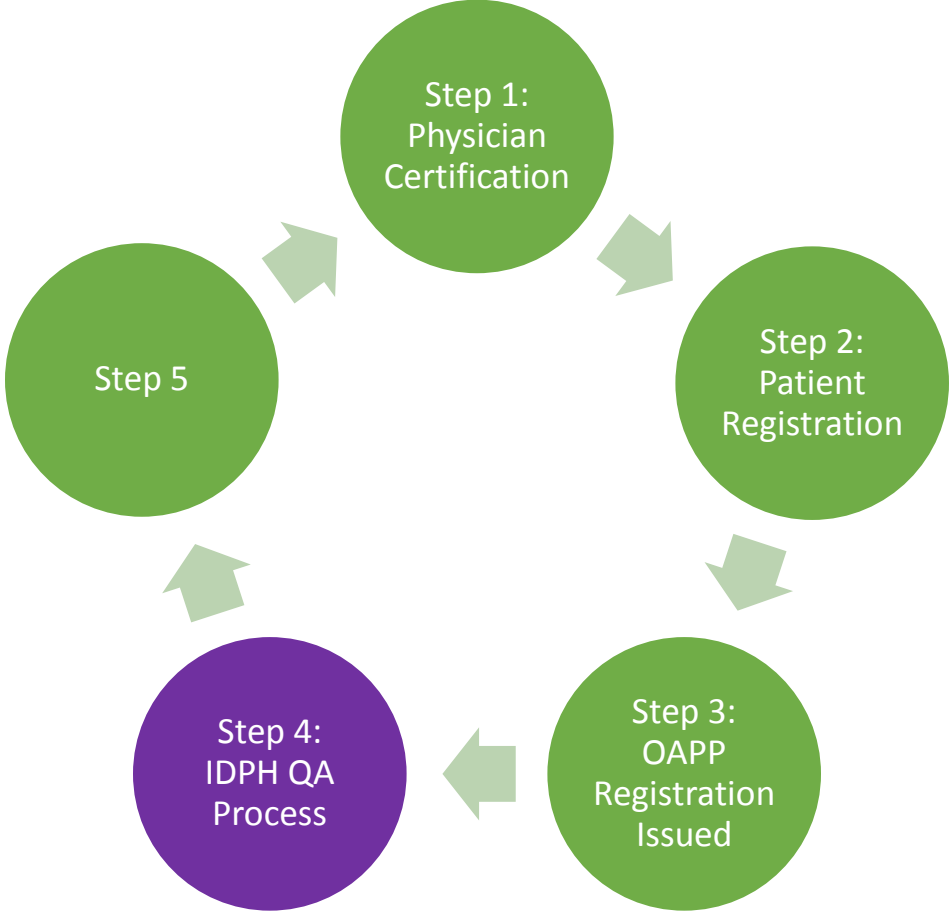 Step 1:
Physician
Certification
Step 2:
Patient
Registration
Step 3:
OAPP
Registration
Issued
Step 4:
IDPH QA
Process
Step 5